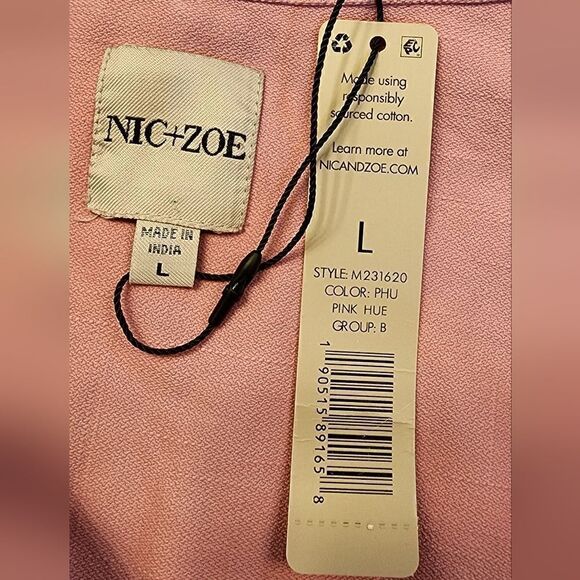 NIC+ZOE
MADE IN
INDIA
L
Made using
responsibly
sourced cotton.
Learn more at
NICANDZOE.COM
L
STYLE: M231620
COLOR: PHU
PINK HUE
GROUP: B
1 90515 89165 8